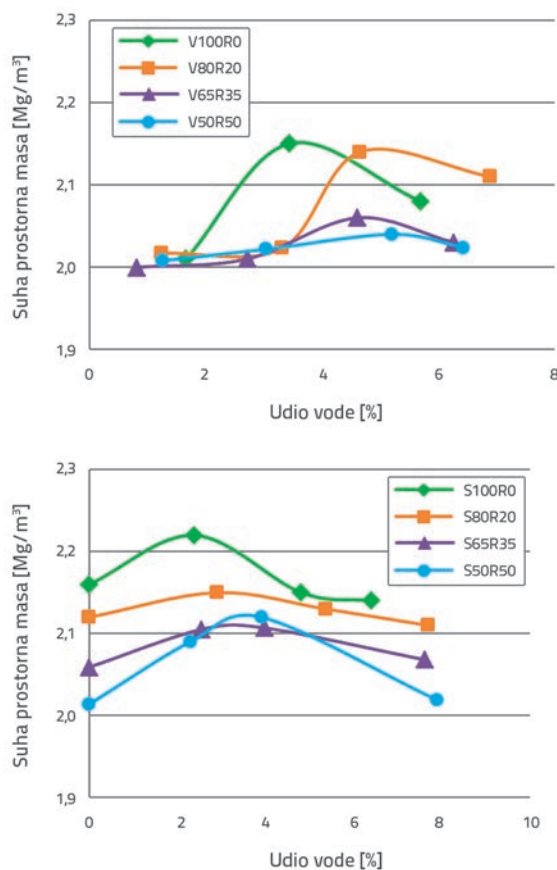 2,3
2,2
2,1
2,0
1,9
Suha prostorna masa [Mg/m³]
V100R0
V80R20
V65R35
V50R50
0 2 4 6 8
Udio vode [%]
2,3
2,2
2,1
2,0
1,9
Suha prostorna masa [Mg/m³]
S100R0
S80R20
S65R35
S50R50
0 2 4 6 8 10
Udio vode [%]